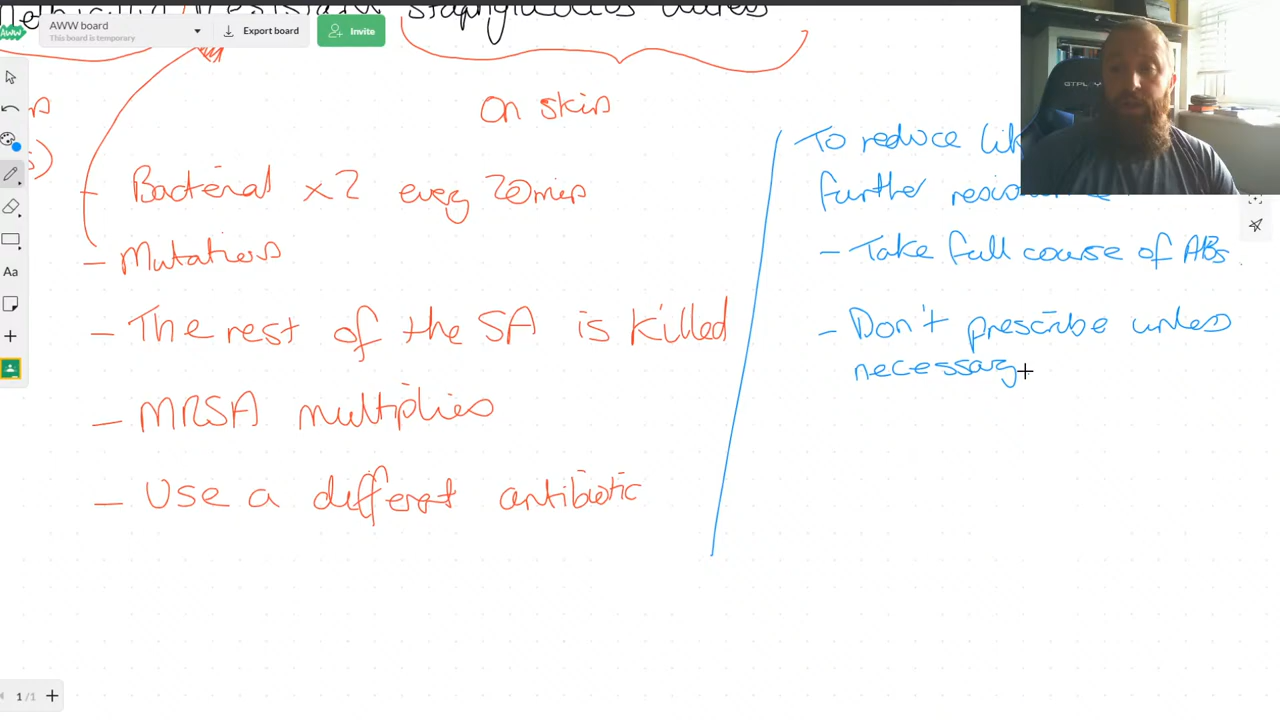 AWW board
This board is temporary
Export board
Invite
AWW
On skin
- Bacterial x2 every 20mins
- Mutations
- The rest of the SA is killed
- MRSA multiplies
- Use a different antibiotic
To reduce
further
- Take full course of ABs.
- Don't prescribe unless
necessary
Aa
1/1